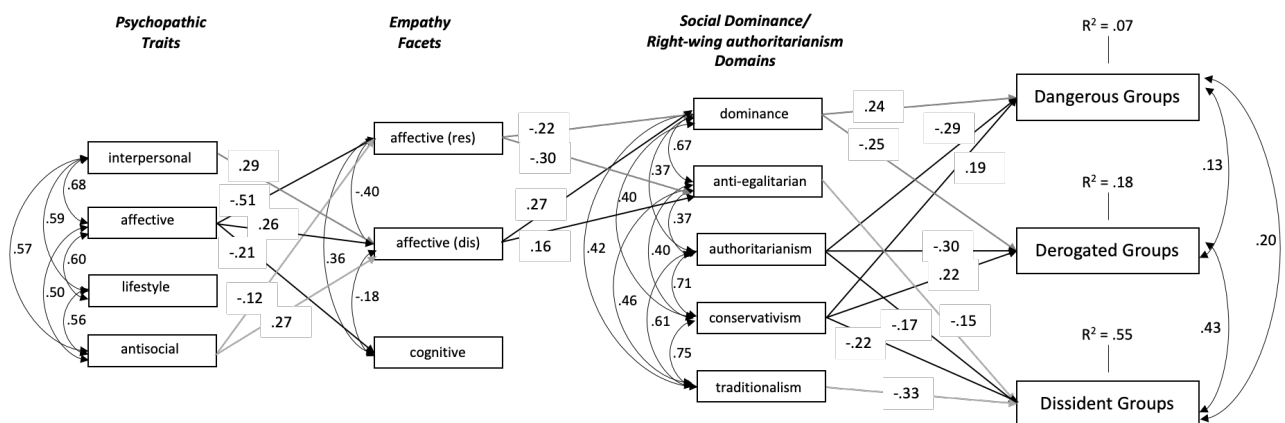 Psychopathic
Traits
Empathy
Facets
Social Dominance/
Right-wing authoritarianism
Domains
R² = .07
Dangerous Groups
R² = .18
Derogated Groups
R² = .55
Dissident Groups
interpersonal
affective
lifestyle
antisocial
.68
.59
.57
.60
.50
.56
.29
-.51
.26
-.21
-.12
.27
affective (res)
affective (dis)
cognitive
-.40
.36
-.18
-.22
-.30
.27
.16
dominance
anti-egalitarian
authoritarianism
conservativism
traditionalism
.67
.37
.40
.42
.37
.40
.46
.71
.61
.75
.24
-.25
-.29
.19
-.30
.22
-.17
-.15
-.22
-.33
.13
.20
.43